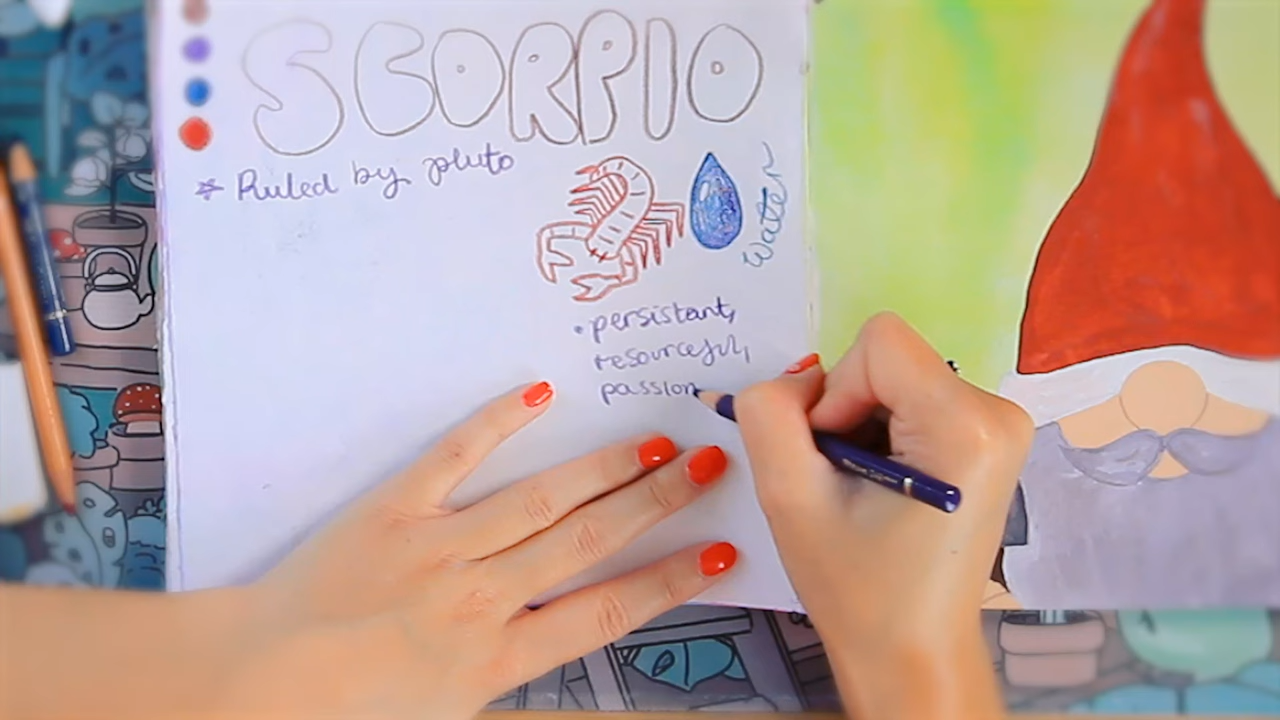 SCORPIO
* Ruled by pluto
water
• persistant,
resourceful,
passion